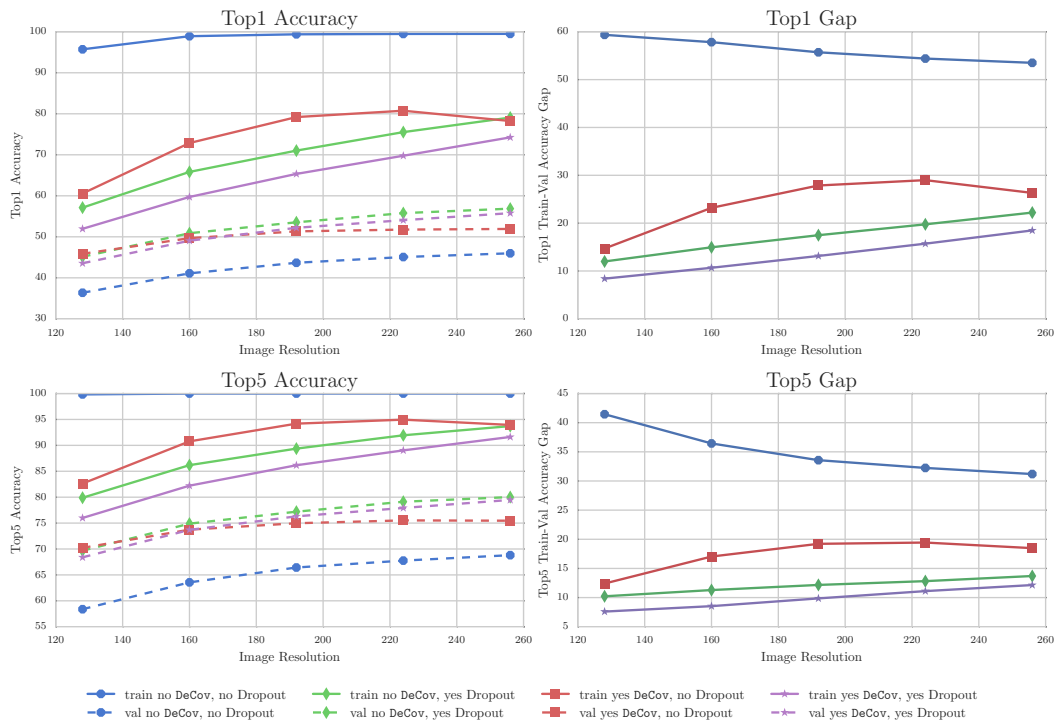 Top1 Accuracy
Top1 Accuracy
100
90
80
70
60
50
40
30
120 140 160 180 200 220 240 260
Image Resolution
Top1 Gap
Top1 Train-Val Accuracy Gap
60
50
40
30
20
10
0
120 140 160 180 200 220 240 260
Image Resolution
Top5 Accuracy
Top5 Accuracy
100
95
90
85
80
75
70
65
60
55
120 140 160 180 200 220 240 260
Image Resolution
Top5 Gap
Top5 Train-Val Accuracy Gap
45
40
35
30
25
20
15
10
5
120 140 160 180 200 220 240 260
Image Resolution
train no DeCov, no Dropout
val no DeCov, no Dropout
train no DeCov, yes Dropout
val no DeCov, yes Dropout
train yes DeCov, no Dropout
val yes DeCov, no Dropout
train yes DeCov, yes Dropout
val yes DeCov, yes Dropout